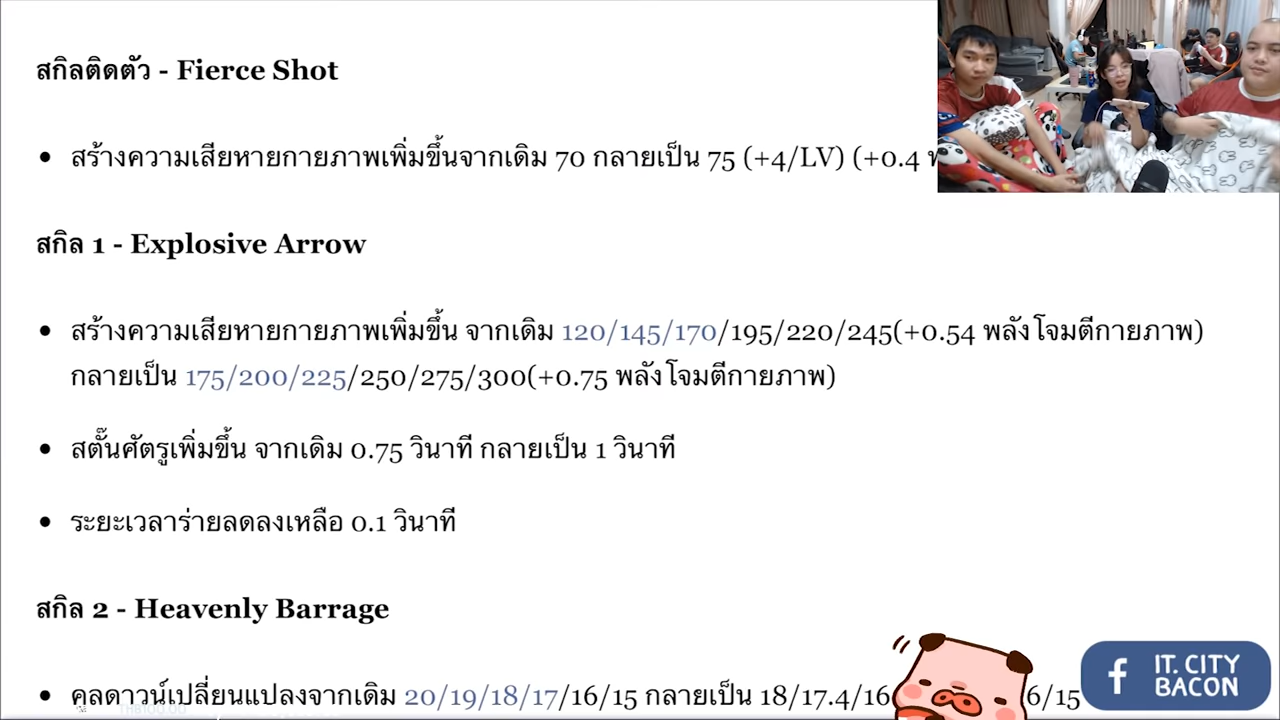 สกิลติดตัว - Fierce Shot
สร้างความเสียหายกายภาพเพิ่มขึ้นจากเดิม 70 กลายเป็น 75 (+4/LV) (+0.4
สกิล 1 - Explosive Arrow
สร้างความเสียหายกายภาพเพิ่มขึ้น จากเดิม 120/145/170/195/220/245(+0.54 พลังโจมตีกายภาพ)
กลายเป็น 175/200/225/250/275/300(+0.75 พลังโจมตีกายภาพ)
สตั๊นศัตรูเพิ่มขึ้น จากเดิม 0.75 วินาที กลายเป็น 1 วินาที
ระยะเวลาร่ายลดลงเหลือ 0.1 วินาที
สกิล 2 - Heavenly Barrage
คูลดาวน์เปลี่ยนแปลงจากเดิม 20/19/18/17/16/15 กลายเป็น 18/17.4/16 6/15
f IT. CITY
BACON